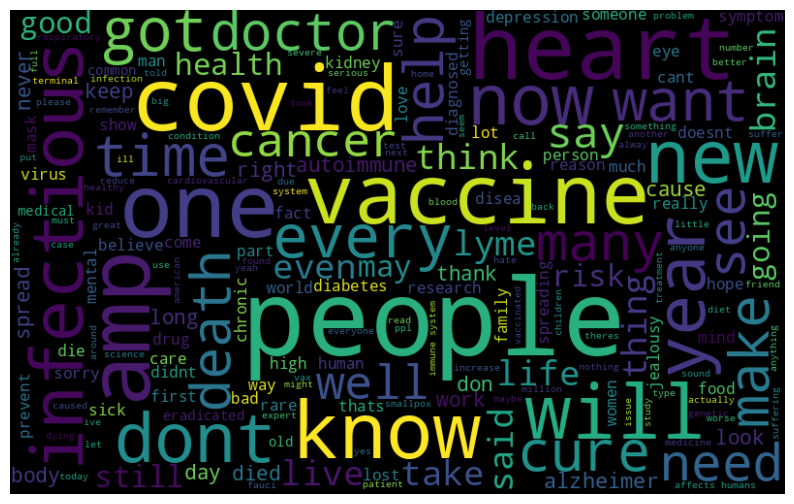 good
got
doctor
depression
someone
problem
full
respiratory
man
severe
sure
help
heart
symptom
never
terminal
infection
told
health
kidney
serious
love
diagnosed
getting
eye
number
better
brain
please
common
remember
keep
big
covid
home
feel
took
seem
now
want
cant
doesnt
something
another
suffer
infectious
mask
show
condition
time
cancer
test
next
think
lot
say
call
alway
new
put
ill
right
autoimmune
person
reason
much
virus
healthy
reduce
cardiovascular
due
system
cause
medical
kid
one
fact
vaccine
blood
back
disea
really
going
already
must
case
great
believe
come
every
lyme
many
level
hate
little
anyone
see
spread
mental
amp
use
american
yeah
found
part
even
may
thank
risk
year
hope
friend
death
chronic
world
diabetes
research
spreading
theres
treatment
diet
long
drug
people
everyone
read
ppl
immune system
family
vaccinated
children
thing
jealousy
mind
make
die
around
science
care
high
human
don
life
sound
anything
sorry
didnt
way
might
well
work
increase
nothing
food
prevent
caused
sick
first
bad
rare
thats
vax
million
women
will
type
actually
suffering
dying
dont
eradicated
know
smallpox
maybe
said
issue
study
genetic
worse
look
let
ive
old
expert
yes
cure
medicine
need
body
today
still
day
died
live
lost
fauci
patient
take
alzheimer
affects humans